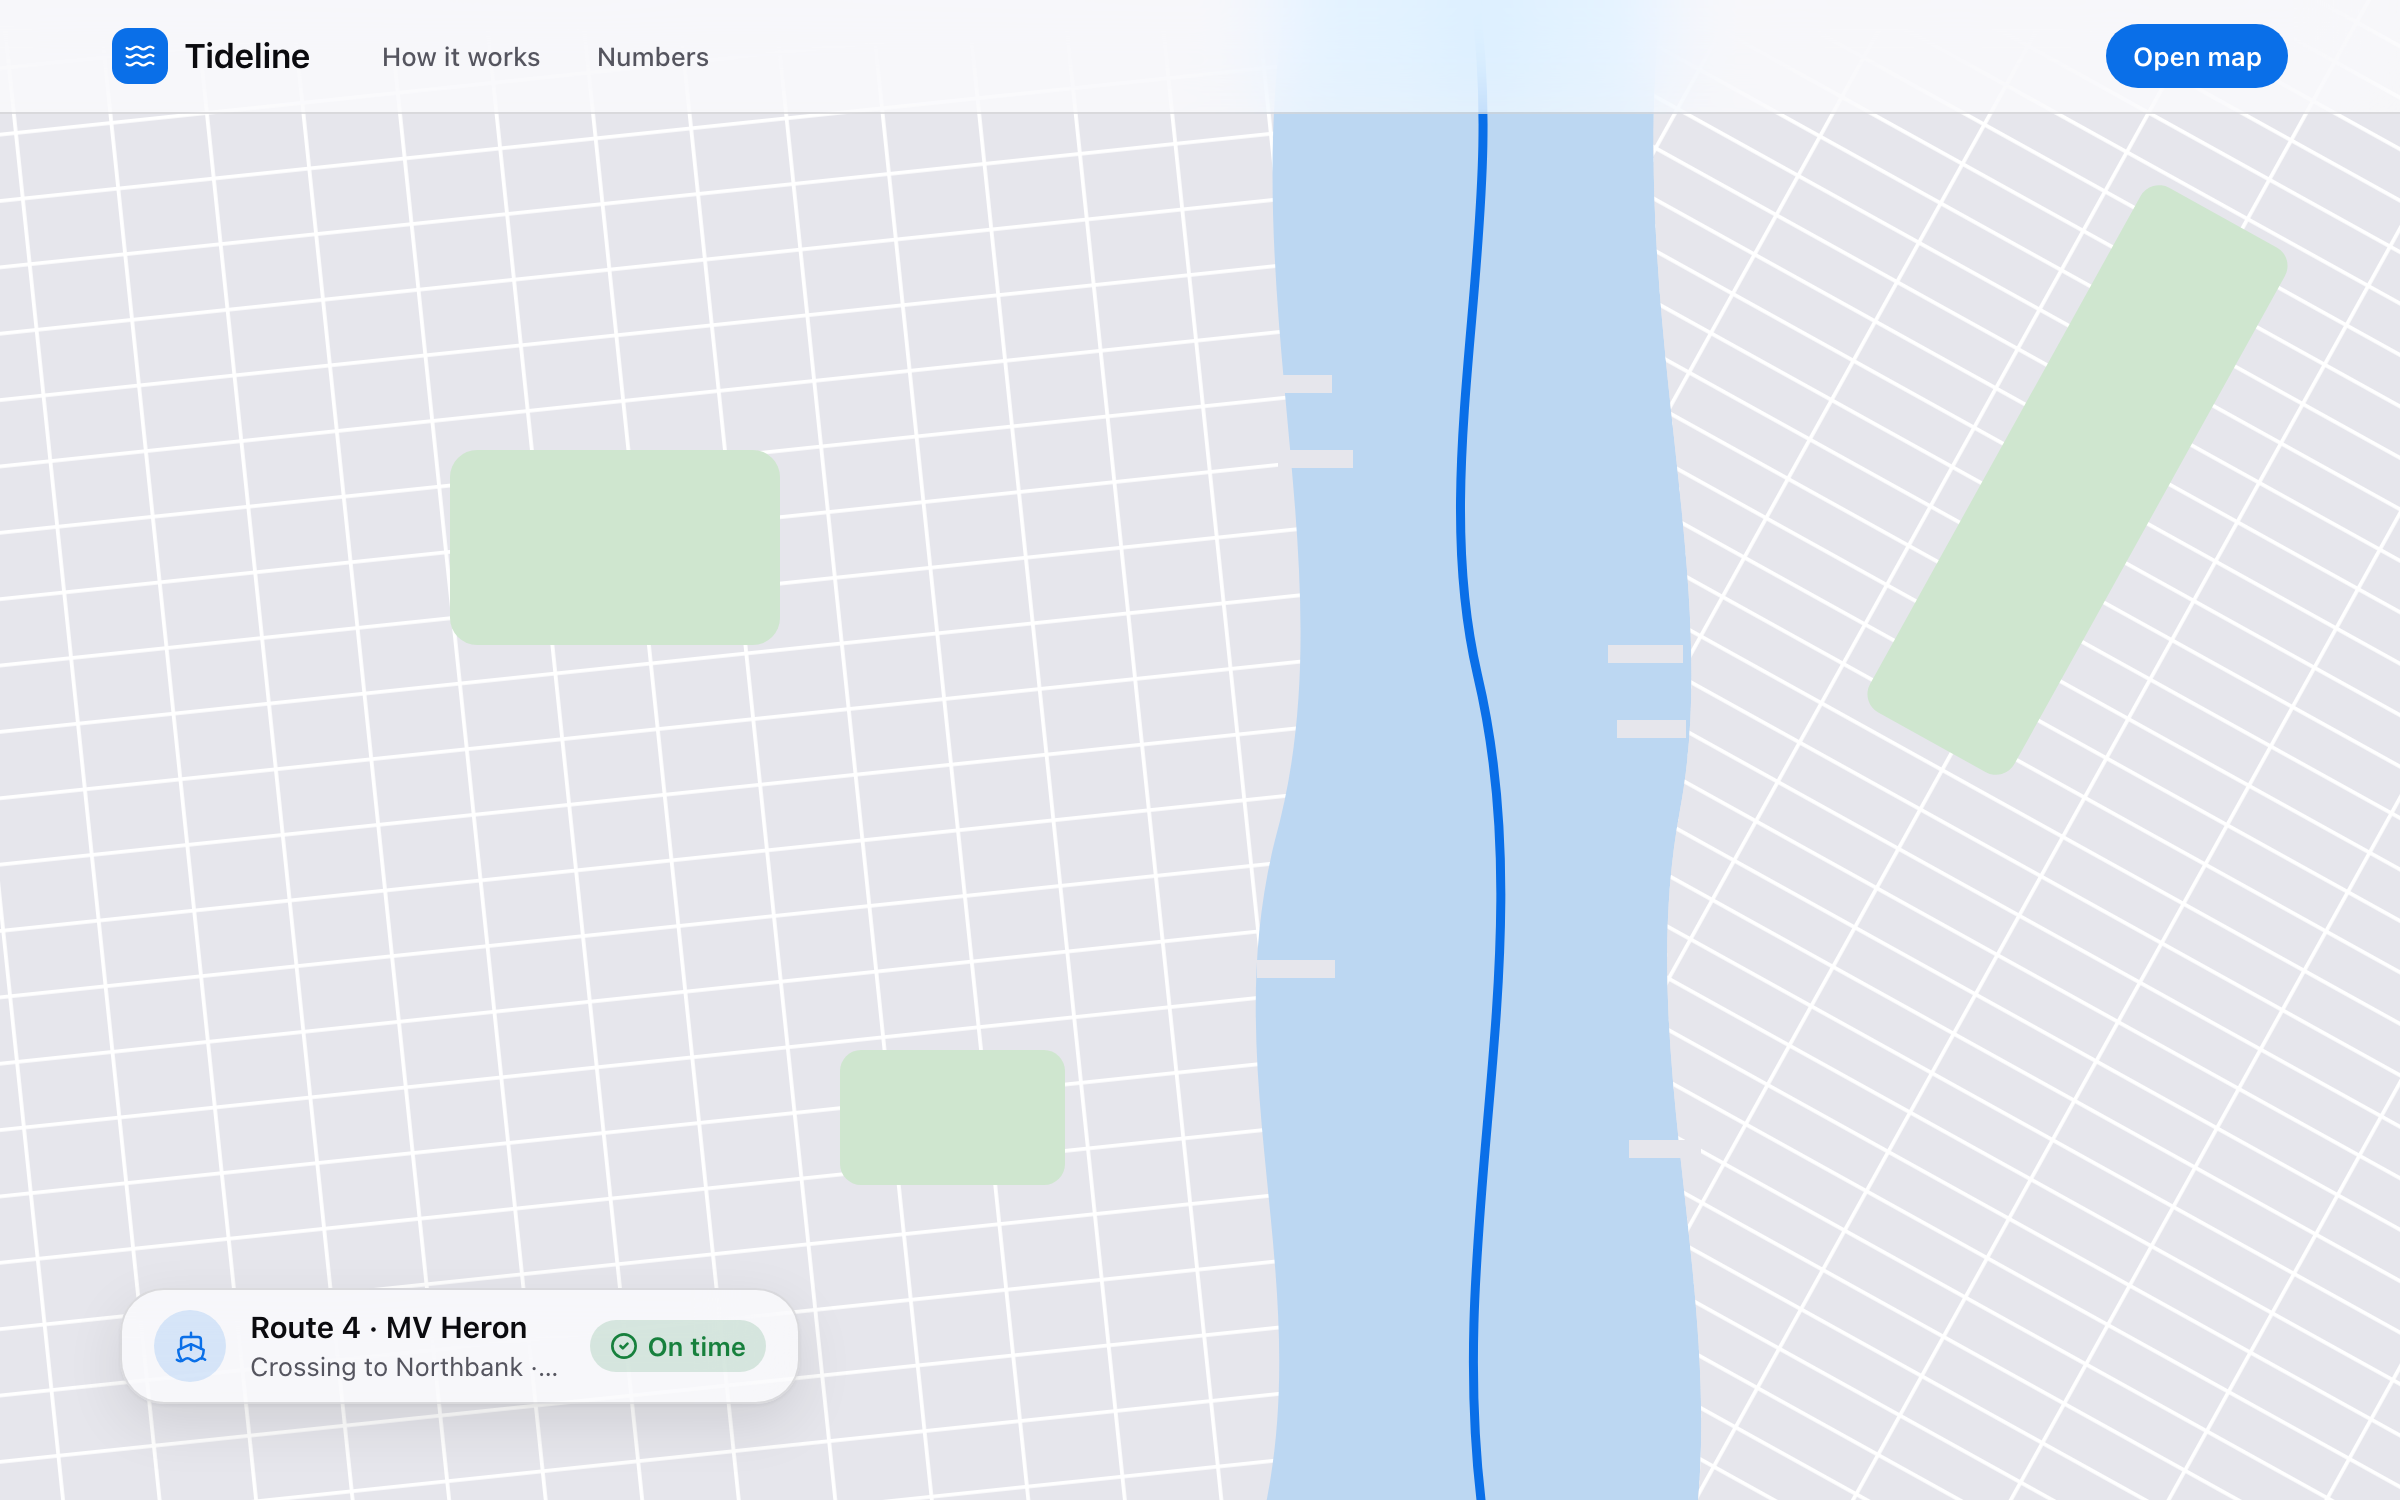 Tideline
How it works
Numbers
Open map
Route 4 · MV Heron
Crossing to Northbank ·...
On time